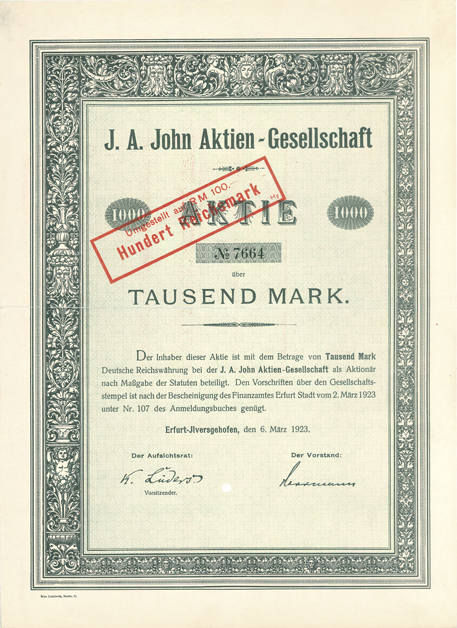 J. A. John Aktien-Gesellschaft
Umgestellt auf RM 100.—
Hundert Reichsmark
1000 AKTIE 1000
№ 7664
über
TAUSEND MARK.
Der Inhaber dieser Aktie ist mit dem Betrage von Tausend Mark
Deutsche Reichswährung bei der J. A. John Aktien-Gesellschaft als Aktionär
nach Maßgabe der Statuten beteiligt. Den Vorschriften über den Gesellschafts-
stempel ist nach der Bescheinigung des Finanzamtes Erfurt Stadt vom 2. März 1923
unter Nr. 107 des Anmeldungsbuches genügt.
Erfurt-Jlversgehofen, den 6. März 1923.
Der Aufsichtsrat: Der Vorstand:
K. Lüders Herrmann
Vorsitzender.